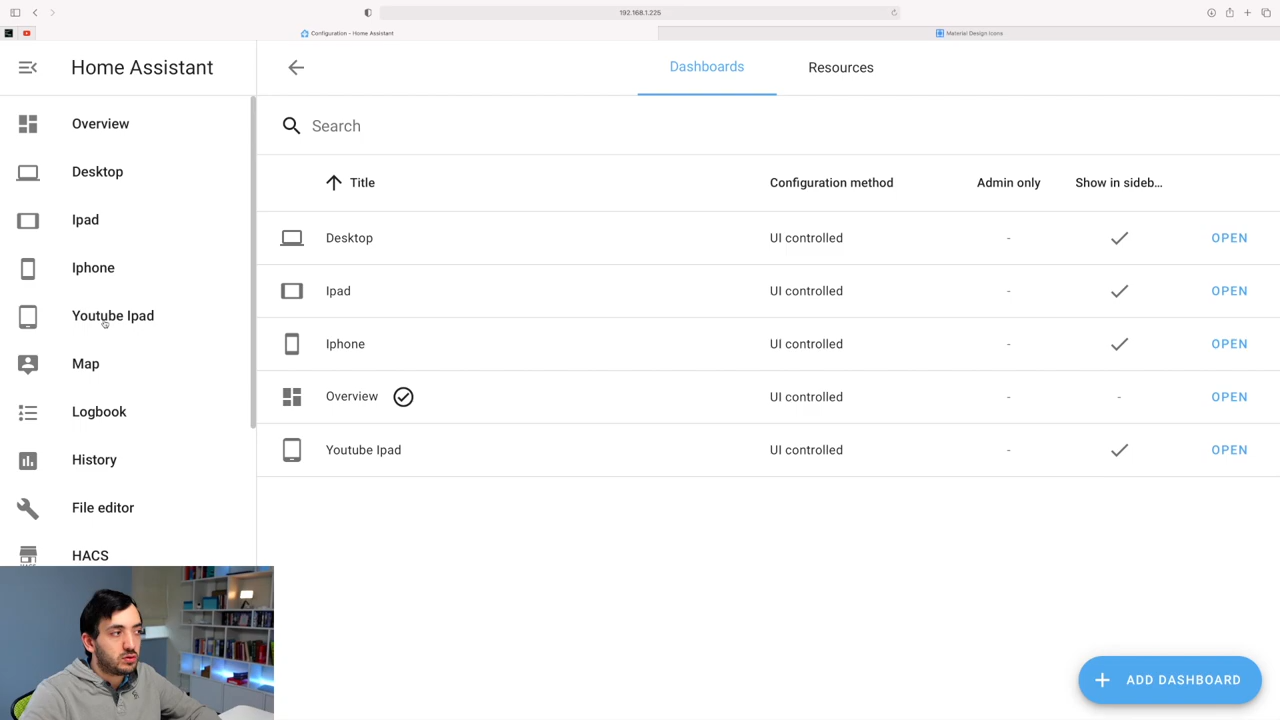 192.168.1.225
Configuration - Home Assistant
Material Design Icons
Home Assistant
Dashboards
Resources
Overview
Desktop
Ipad
Iphone
Youtube Ipad
Map
Logbook
History
File editor
HACS
Search
Title
Configuration method
Admin only
Show in sideb...
Desktop
UI controlled
-
OPEN
Ipad
UI controlled
-
OPEN
Iphone
UI controlled
-
OPEN
Overview
UI controlled
-
-
OPEN
Youtube Ipad
UI controlled
-
OPEN
ADD DASHBOARD